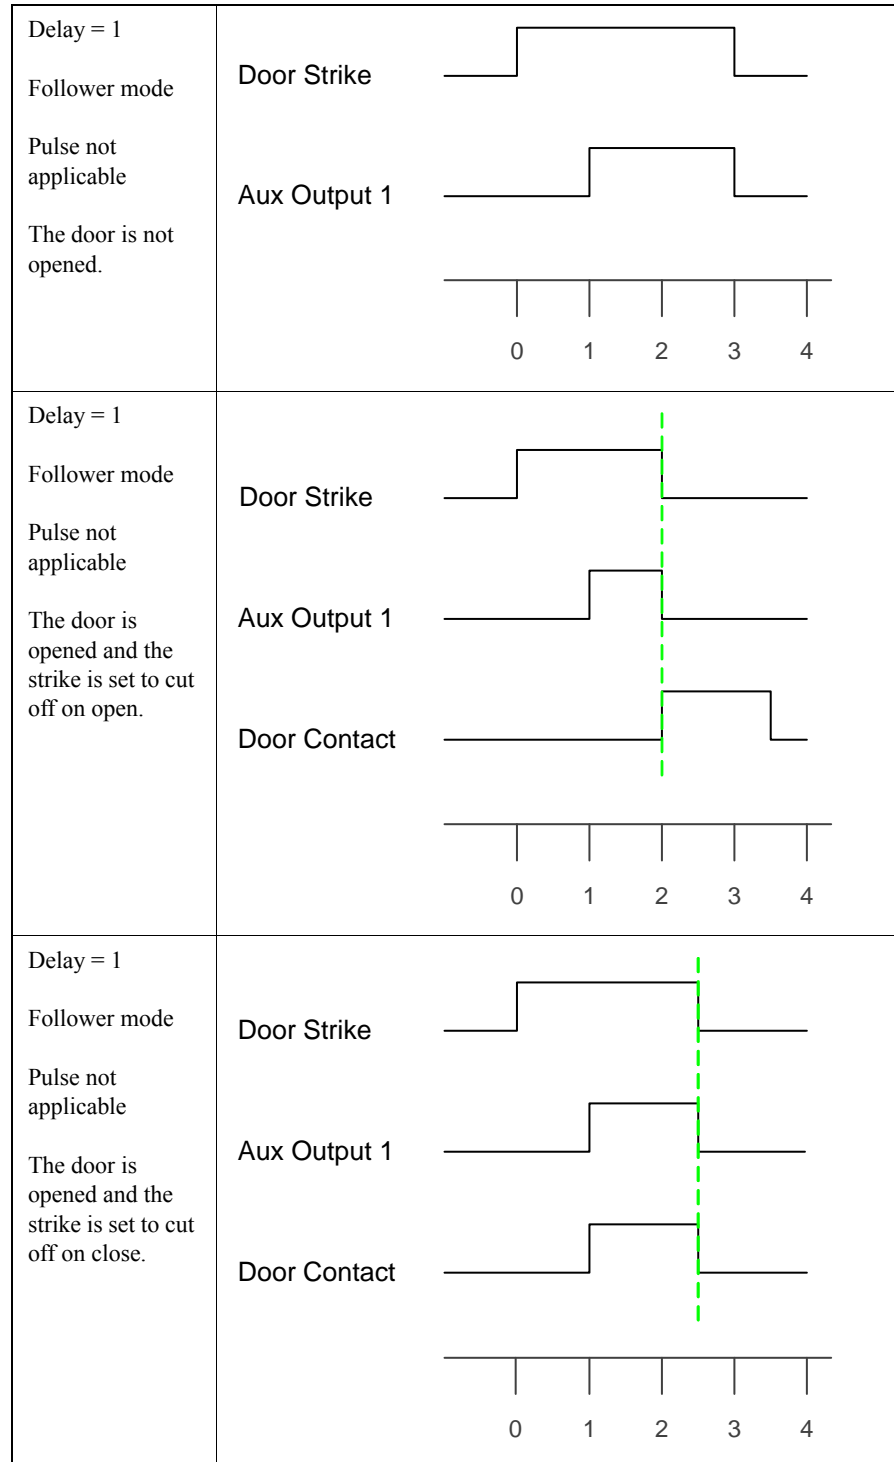 Delay = 1
Follower mode
Pulse not
applicable
The door is not
opened.
Door Strike
Aux Output 1
0 1 2 3 4
Delay = 1
Follower mode
Pulse not
applicable
The door is
opened and the
strike is set to cut
off on open.
Door Strike
Aux Output 1
Door Contact
0 1 2 3 4
Delay = 1
Follower mode
Pulse not
applicable
The door is
opened and the
strike is set to cut
off on close.
Door Strike
Aux Output 1
Door Contact
0 1 2 3 4